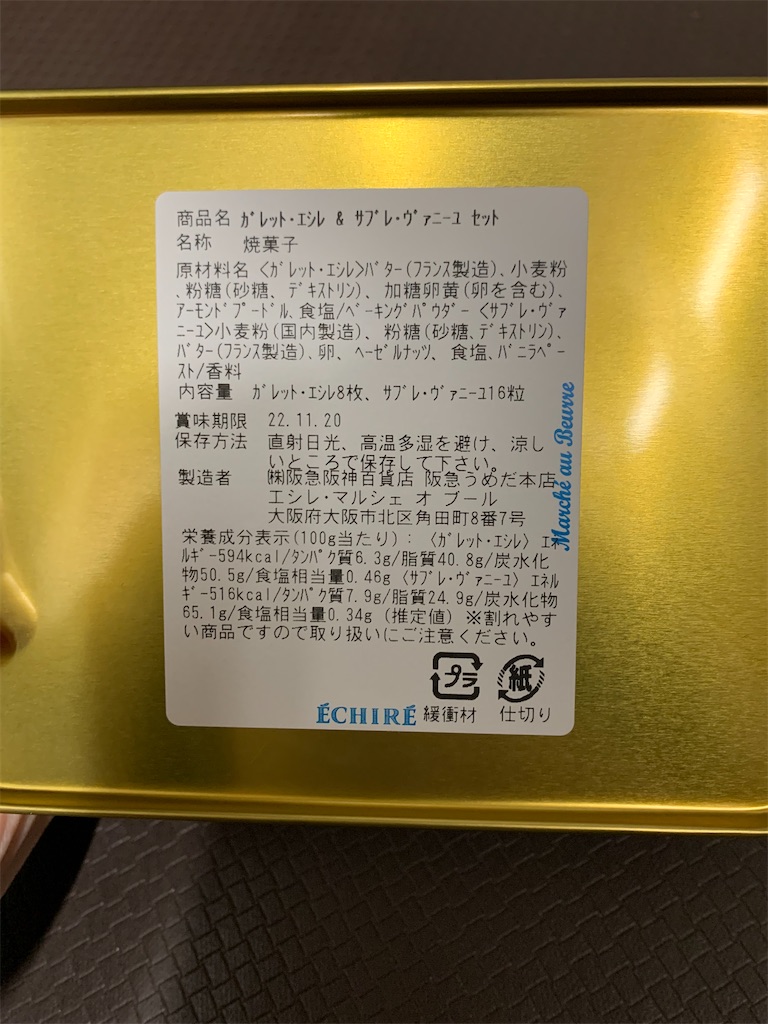 商品名 ｶﾞﾚｯﾄ･ｴｼﾚ & ｻﾌﾞﾚ･ｳﾞｧﾆｰﾕ ｾｯﾄ
名称 焼菓子
原材料名 〈ｶﾞﾚｯﾄ･ｴｼﾚ〉ﾊﾞﾀｰ(ﾌﾗﾝｽ製造)、小麦粉
、粉糖(砂糖、ﾃﾞｷｽﾄﾘﾝ)、加糖卵黄(卵を含む)、
ｱｰﾓﾝﾄﾞﾌﾟｰﾄﾞﾙ、食塩/ﾍﾞｰｷﾝｸﾞﾊﾟｳﾀﾞｰ 〈ｻﾌﾞﾚ･ｳﾞｧ
ﾆｰﾕ〉小麦粉(国内製造)、粉糖(砂糖、ﾃﾞｷｽﾄﾘﾝ)、
ﾊﾞﾀｰ(ﾌﾗﾝｽ製造)、卵、ﾍｰｾﾞﾙﾅｯﾂ、食塩、ﾊﾞﾆﾗﾍﾟｰ
ｽﾄ/香料
内容量 ｶﾞﾚｯﾄ･ｴｼﾚ8枚、ｻﾌﾞﾚ･ｳﾞｧﾆｰﾕ16粒
賞味期限 22.11.20
保存方法 直射日光、高温多湿を避け、涼し
いところで保存して下さい。
製造者 ㈱阪急阪神百貨店 阪急うめだ本店
エシレ・マルシェ オ ブール
大阪府大阪市北区角田町8番7号
栄養成分表示(100g当たり)：〈ｶﾞﾚｯﾄ･ｴｼﾚ〉ｴﾈ
ﾙｷﾞｰ594kcal/ﾀﾝﾊﾟｸ質6.3g/脂質40.8g/炭水化
物50.5g/食塩相当量0.46g〈ｻﾌﾞﾚ･ｳﾞｧﾆｰﾕ〉ｴﾈﾙ
ｷﾞｰ516kcal/ﾀﾝﾊﾟｸ質7.9g/脂質24.9g/炭水化物
65.1g/食塩相当量0.34g(推定値)※割れやす
い商品ですので取り扱いにご注意ください。
プラ 紙
ÉCHIRÉ 緩衝材 仕切り
Marché au Beurre